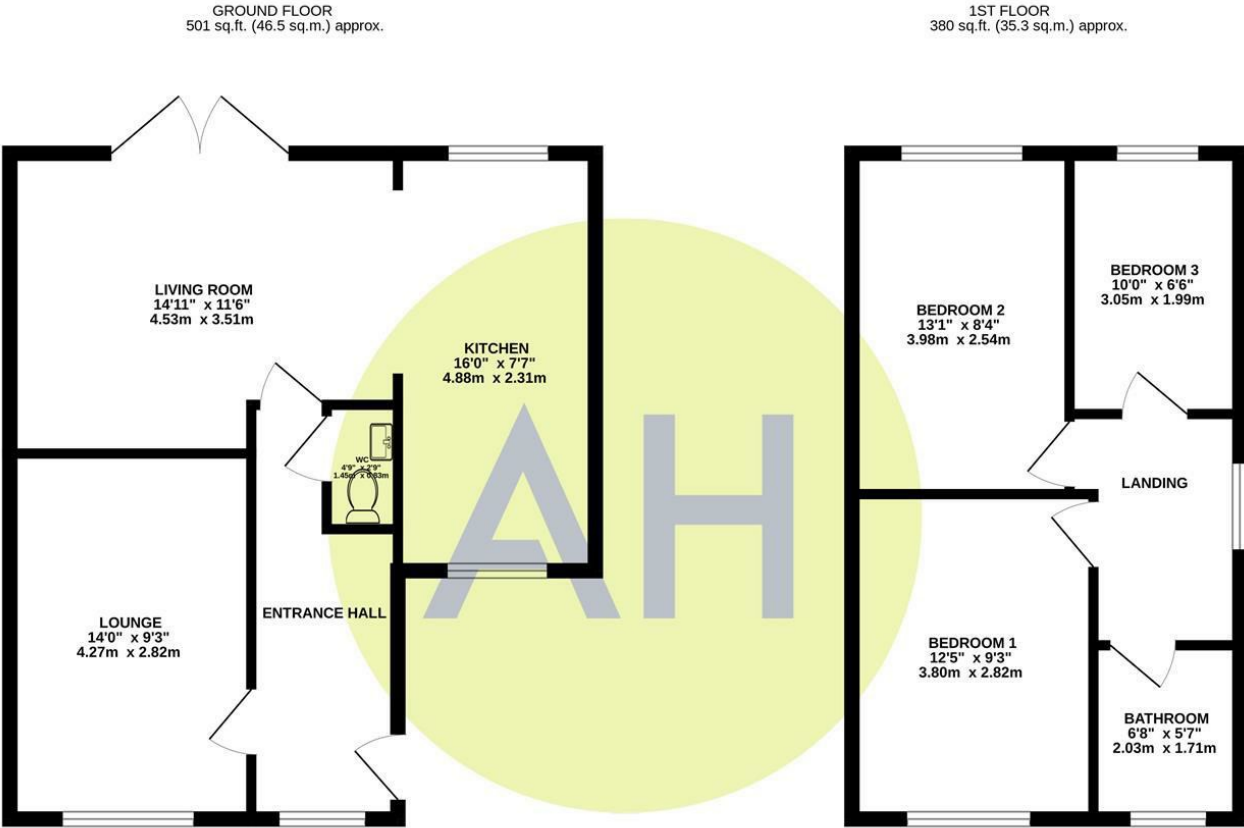 GROUND FLOOR
501 sq.ft. (46.5 sq.m.) approx.
1ST FLOOR
380 sq.ft. (35.3 sq.m.) approx.
LIVING ROOM
14'11" x 11'6"
4.53m x 3.51m
KITCHEN
16'0" x 7'7"
4.88m x 2.31m
WC
4'9" x 2'9"
1.45m x 0.83m
ENTRANCE HALL
LOUNGE
14'0" x 9'3"
4.27m x 2.82m
AH
BEDROOM 2
13'1" x 8'4"
3.98m x 2.54m
BEDROOM 3
10'0" x 6'6"
3.05m x 1.99m
LANDING
BEDROOM 1
12'5" x 9'3"
3.80m x 2.82m
BATHROOM
6'8" x 5'7"
2.03m x 1.71m